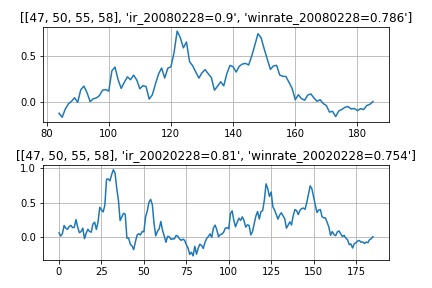 [[47, 50, 55, 58], 'ir_20080228=0.9', 'winrate_20080228=0.786']
0.5
0.0
80 100 120 140 160 180
[[47, 50, 55, 58], 'ir_20020228=0.81', 'winrate_20020228=0.754']
1.0
0.5
0.0
0 25 50 75 100 125 150 175